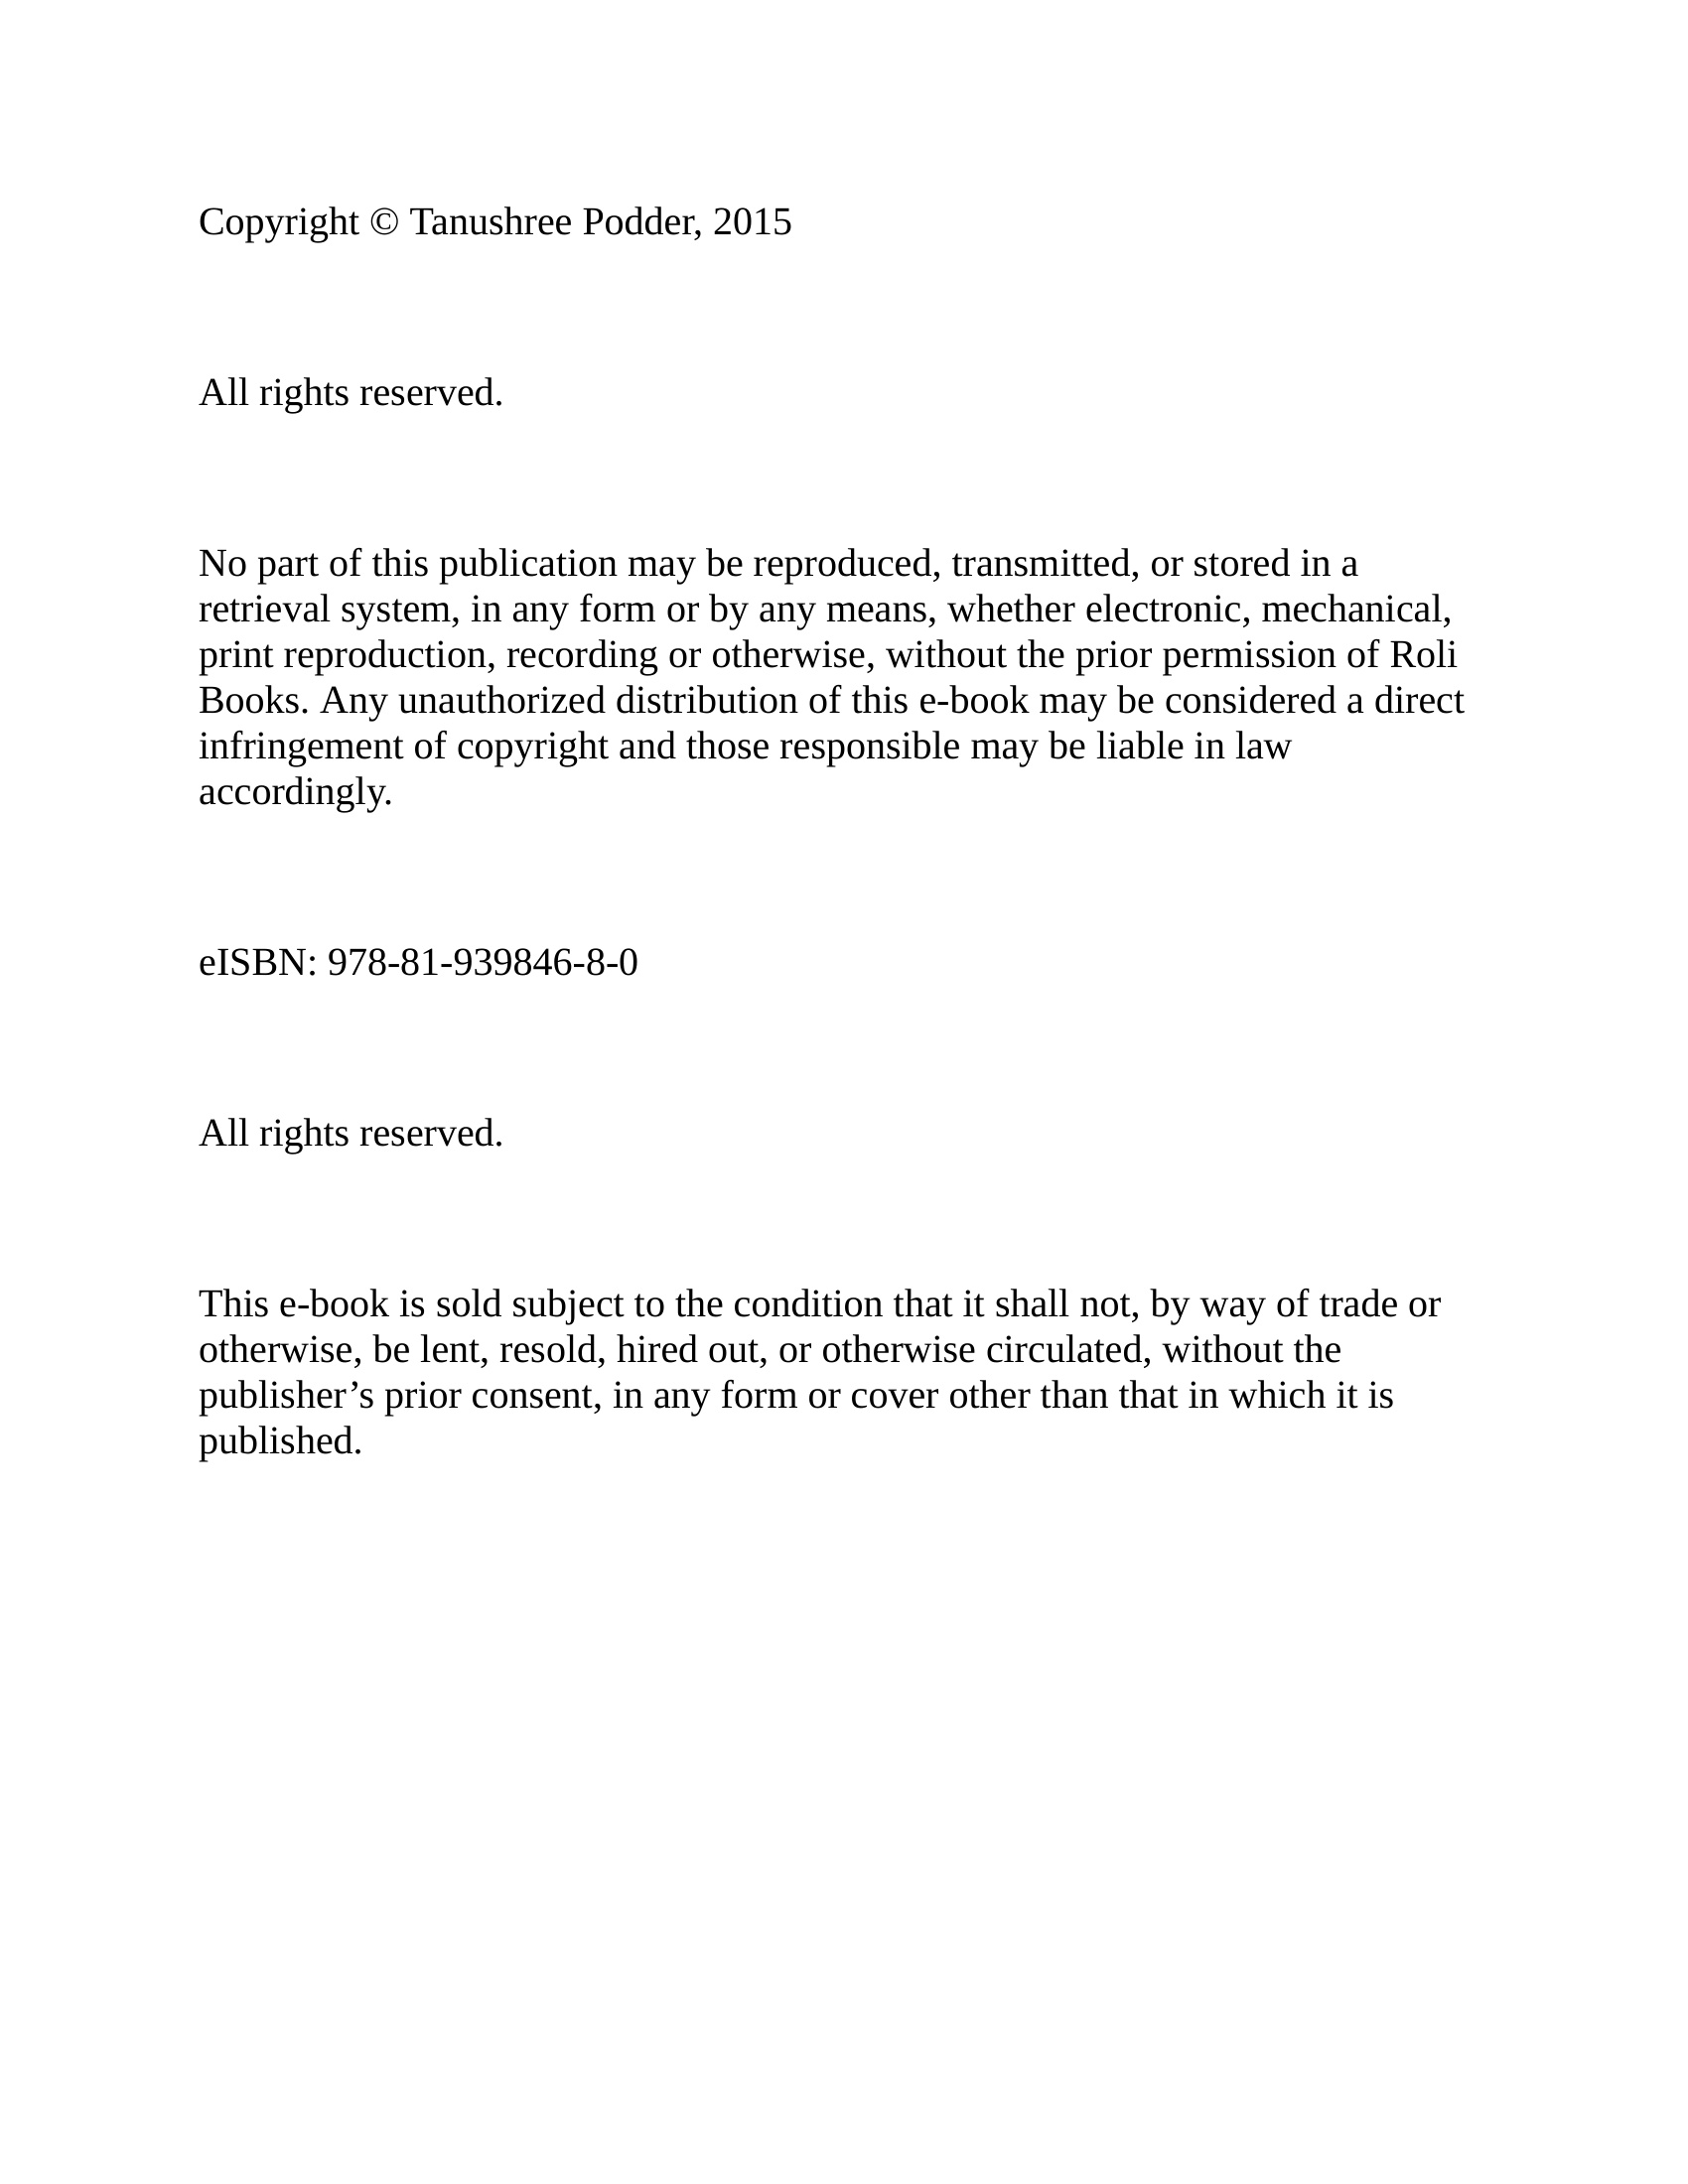 Copyright © Tanushree Podder, 2015
All rights reserved.
No part of this publication may be reproduced, transmitted, or stored in a
retrieval system, in any form or by any means, whether electronic, mechanical,
print reproduction, recording or otherwise, without the prior permission of Roli
Books. Any unauthorized distribution of this e-book may be considered a direct
infringement of copyright and those responsible may be liable in law
accordingly.
eISBN: 978-81-939846-8-0
All rights reserved.
This e-book is sold subject to the condition that it shall not, by way of trade or
otherwise, be lent, resold, hired out, or otherwise circulated, without the
publisher’s prior consent, in any form or cover other than that in which it is
published.